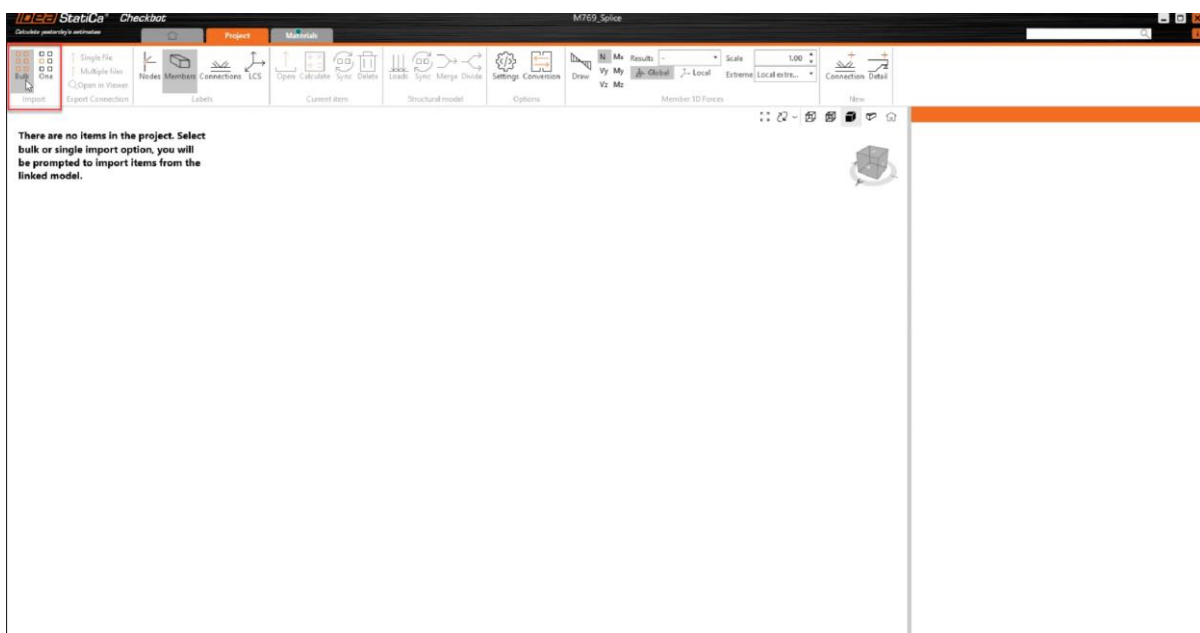 IDEA StatiCa® Checkbot
M769_Splice
Calculate yesterday's estimates
Project
Materials
Bulk
One
Import
Single file
Multiple files
Open in Viewer
Export Connection
Nodes
Members
Connections
LCS
Labels
Open
Calculate
Sync
Delete
Current item
Loads
Sync
Merge
Divide
Structural model
Settings
Conversion
Options
Draw
N Mx
Vy My
Vz Mz
Results -
Global
Local
Scale 1.00
Extreme Local extre...
Member 1D Forces
Connection
Detail
New
There are no items in the project. Select
bulk or single import option, you will
be prompted to import items from the
linked model.